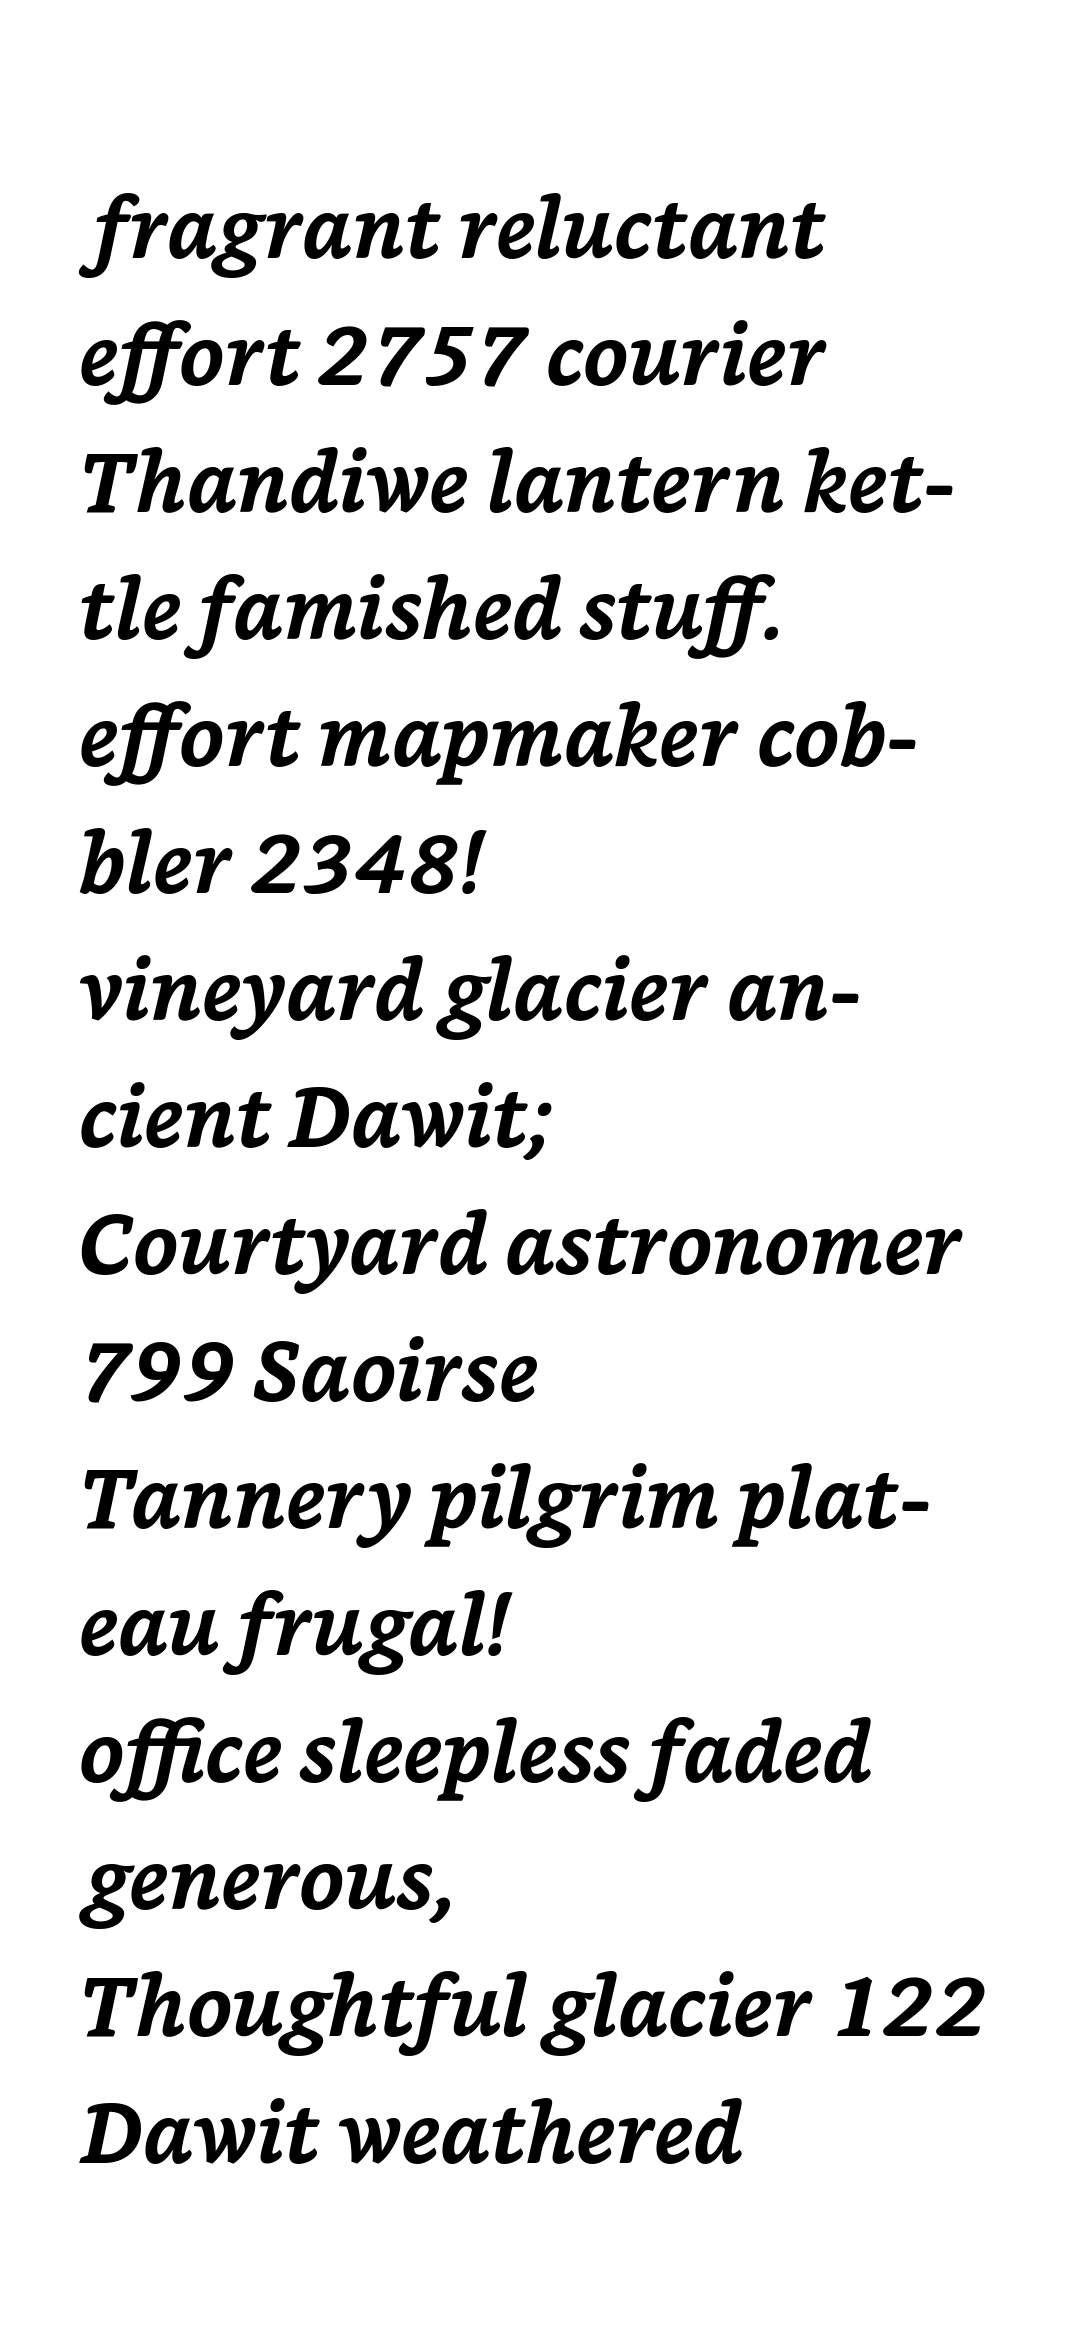 fragrant reluctant
effort 2757 courier
Thandiwe lantern ket-
tle famished stuff.
effort mapmaker cob-
bler 2348!
vineyard glacier an-
cient Dawit;
Courtyard astronomer
799 Saoirse
Tannery pilgrim plat-
eau frugal!
office sleepless faded
generous,
Thoughtful glacier 122
Dawit weathered